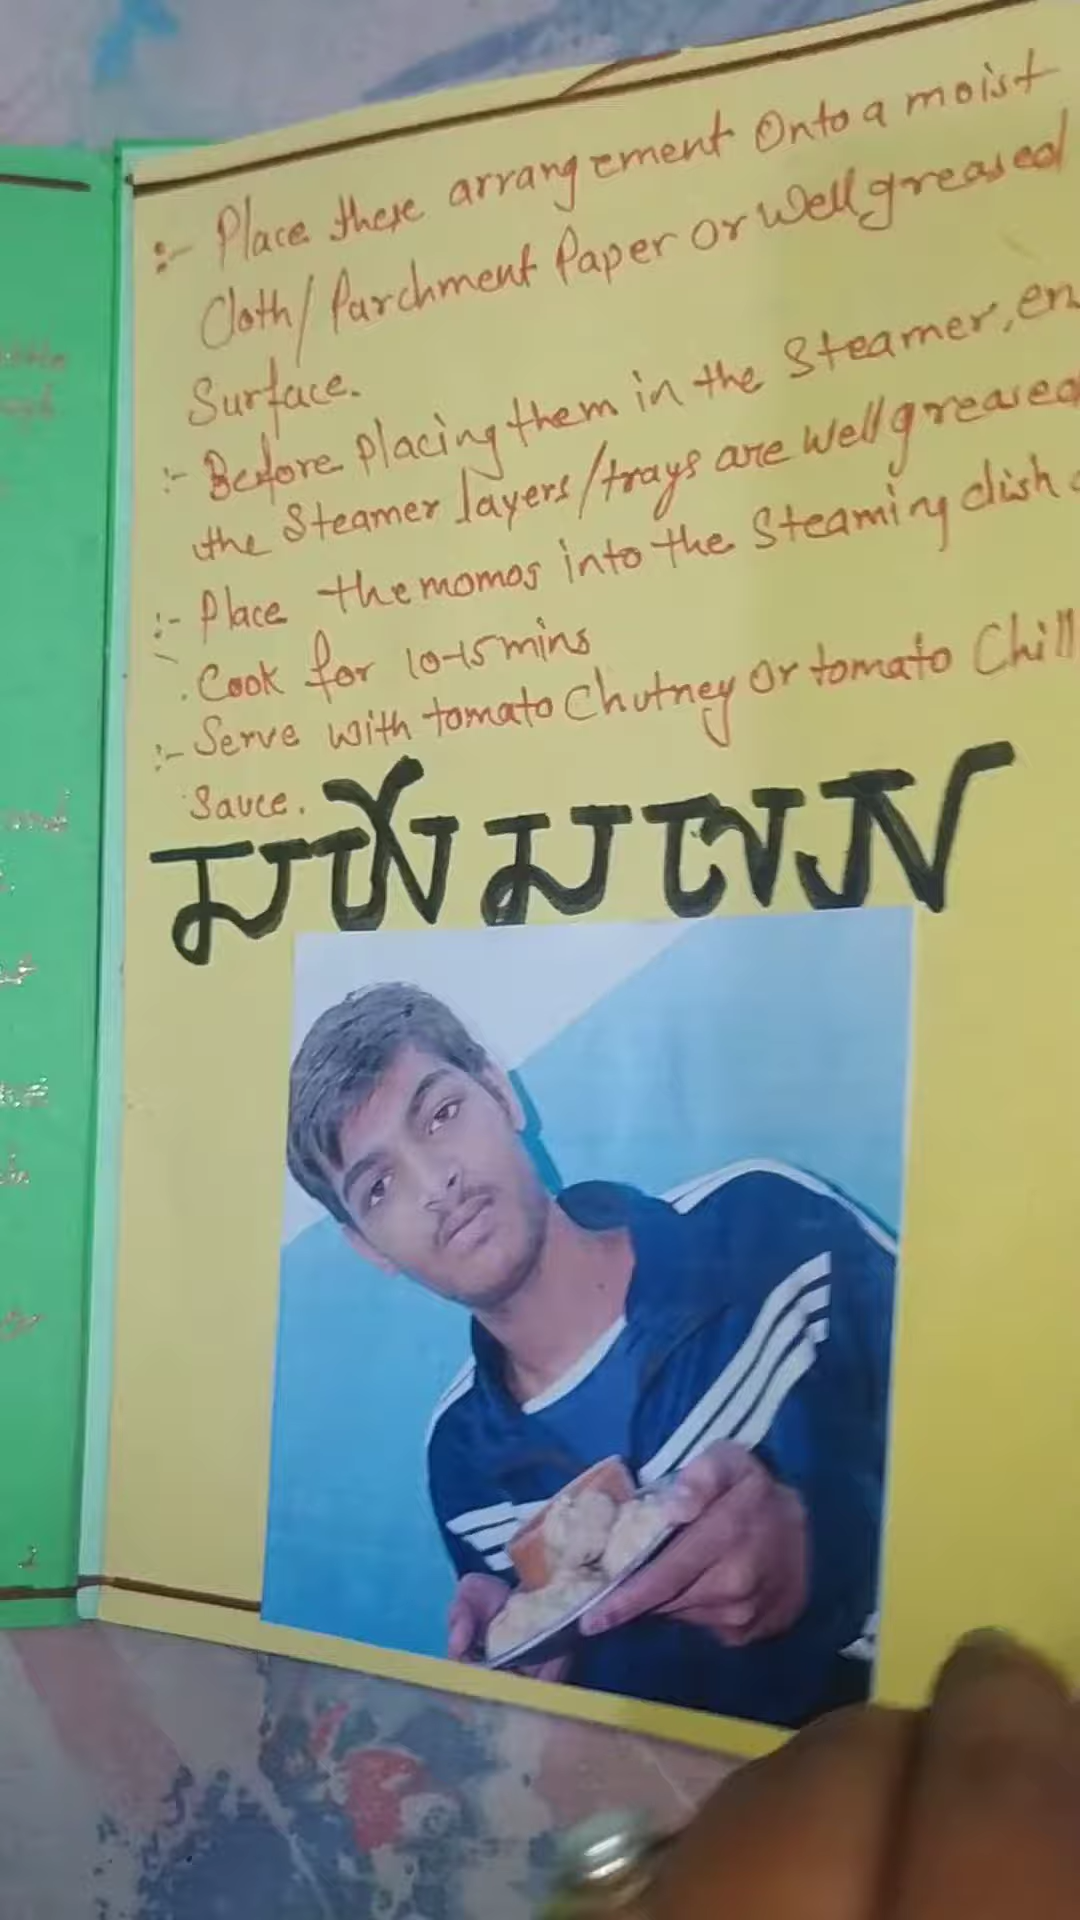 :- Place these arrangement Onto a moist
Cloth/Parchment Paper or Well greased
Surface.
:- Before Placing them in the Steamer, en
the Steamer layers/trays are Well greased
:- Place the momos into the Steaming dish
. Cook for 10-15 mins
:- Serve with tomato Chutney or tomato Chill
Sauce.